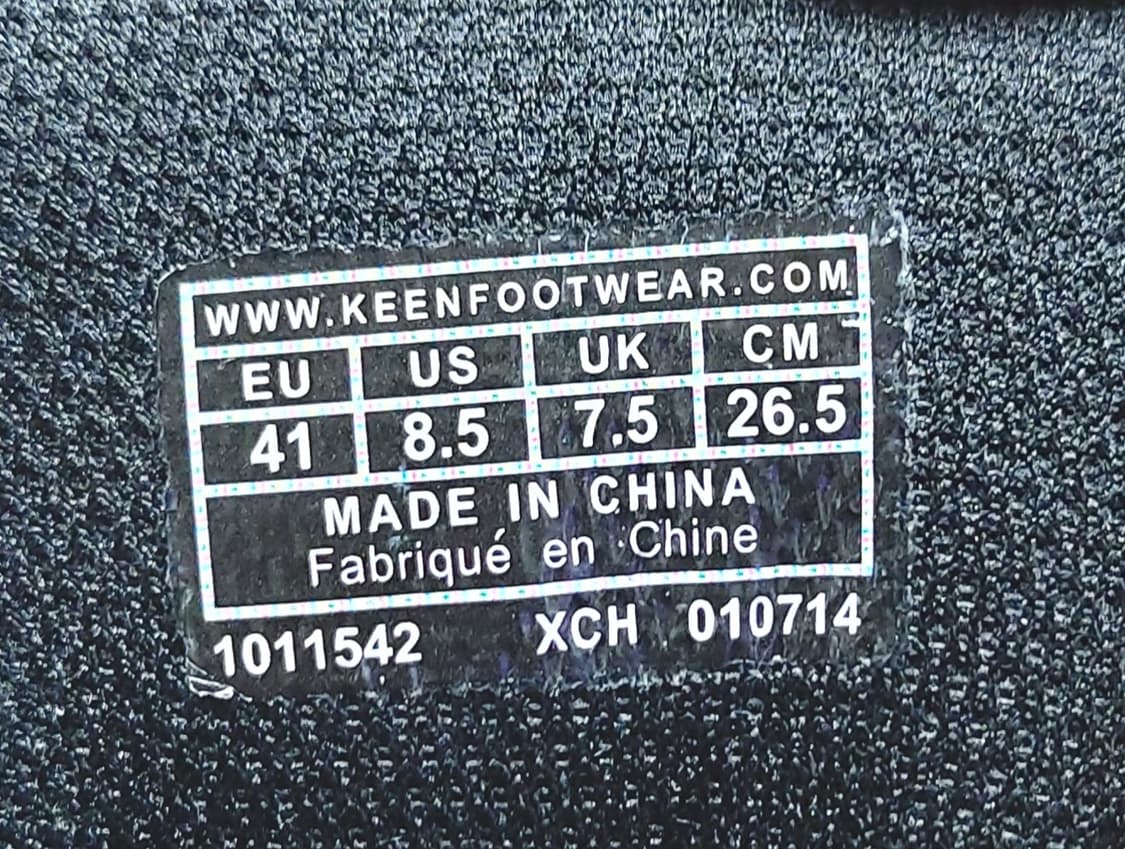 WWW.KEENFOOTWEAR.COM
EU US UK CM
41 8.5 7.5 26.5
MADE IN CHINA
Fabriqué en Chine
1011542 XCH 010714